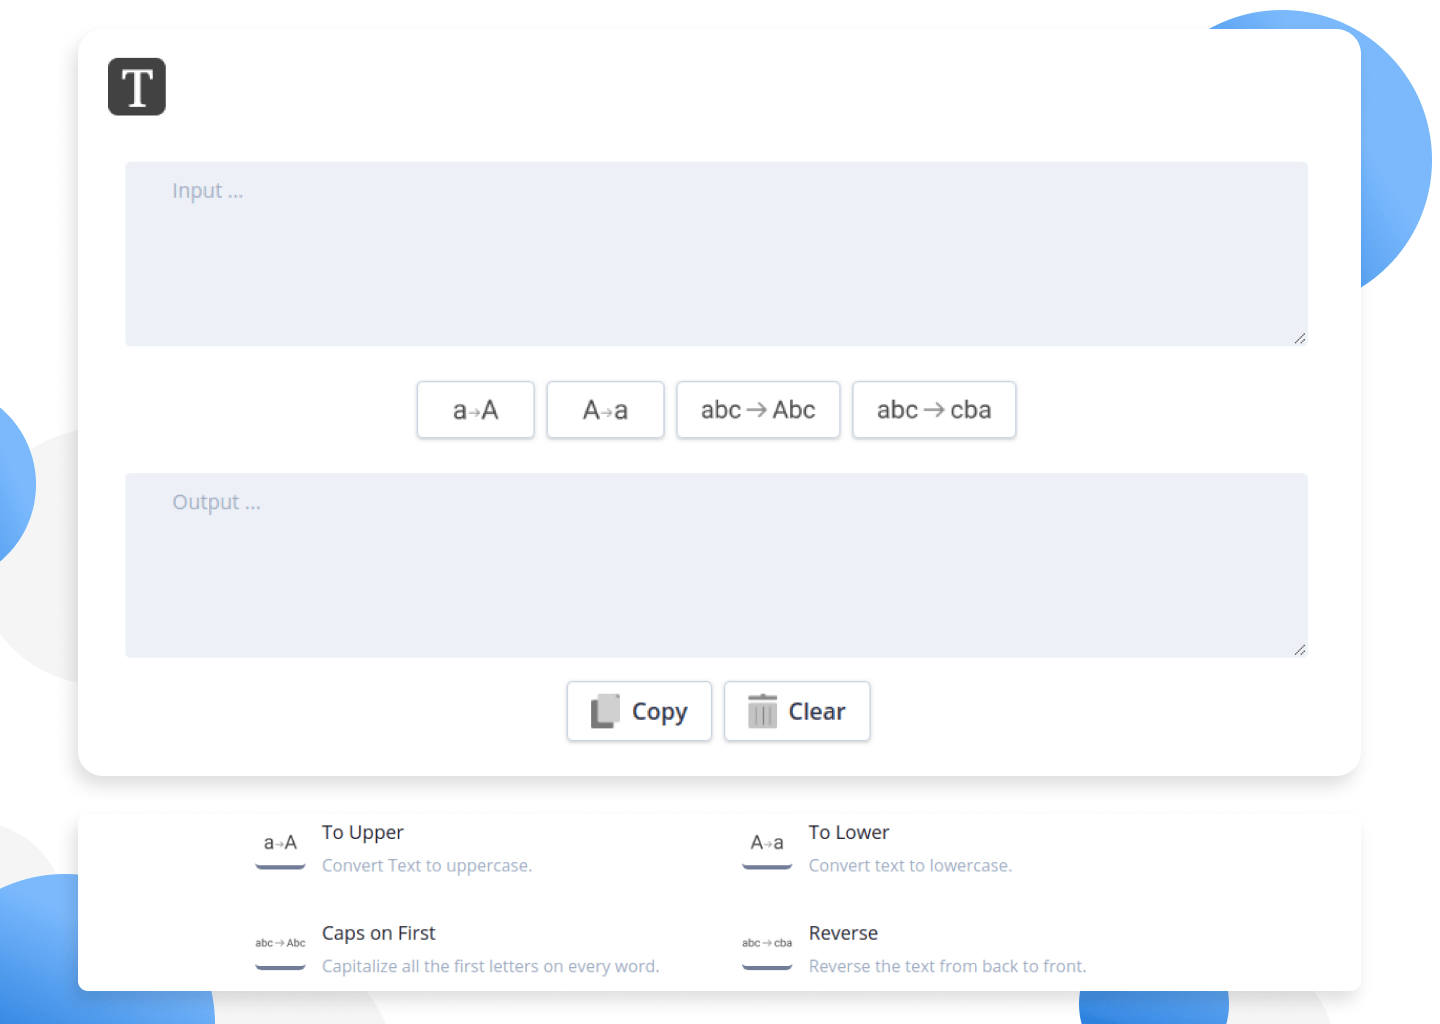 T
Input ...
a→A A→a abc→Abc abc→cba
Output ...
Copy Clear
a→A To Upper
Convert Text to uppercase.
A→a To Lower
Convert text to lowercase.
abc→Abc Caps on First
Capitalize all the first letters on every word.
abc→cba Reverse
Reverse the text from back to front.